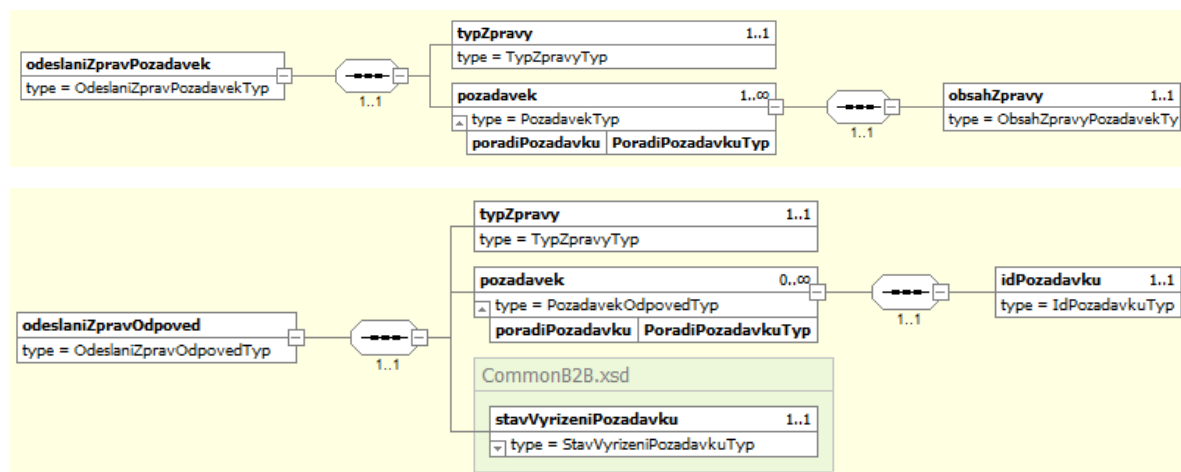 typZpravy 1..1
type = TypZpravyTyp
odeslaniZpravPozadavek
type = OdeslaniZpravPozadavekTyp
1..1
pozadavek 1..∞
type = PozadavekTyp
poradiPozadavku PoradiPozadavkuTyp
1..1
obsahZpravy 1..1
type = ObsahZpravyPozadavekTy
typZpravy 1..1
type = TypZpravyTyp
pozadavek 0..∞
type = PozadavekOdpovedTyp
poradiPozadavku PoradiPozadavkuTyp
1..1
idPozadavku 1..1
type = IdPozadavkuTyp
odeslaniZpravOdpoved
type = OdeslaniZpravOdpovedTyp
1..1
CommonB2B.xsd
stavVyrizeniPozadavku 1..1
type = StavVyrizeniPozadavkuTyp